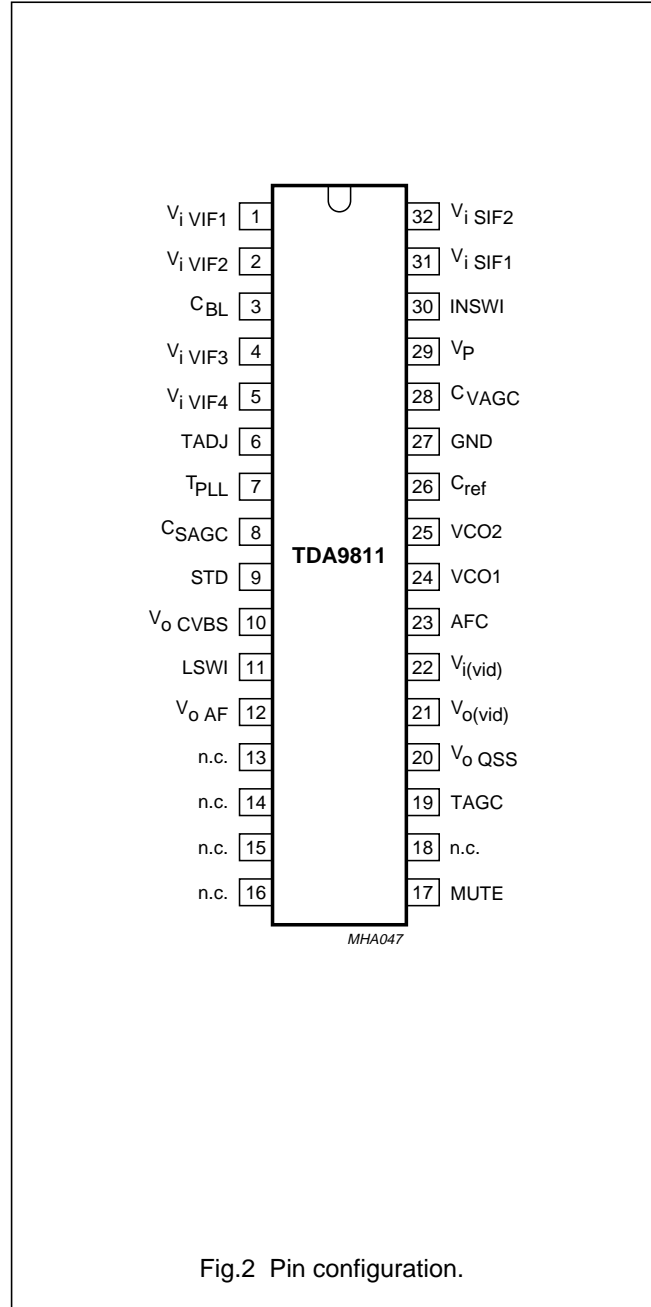 Vi VIF1 1 32 Vi SIF2
Vi VIF2 2 31 Vi SIF1
CBL 3 30 INSWI
Vi VIF3 4 29 VP
Vi VIF4 5 28 CVAGC
TADJ 6 27 GND
TPLL 7 26 Cref
CSAGC 8 25 VCO2
TDA9811
STD 9 24 VCO1
Vo CVBS 10 23 AFC
LSWI 11 22 Vi(vid)
Vo AF 12 21 Vo(vid)
n.c. 13 20 Vo QSS
n.c. 14 19 TAGC
n.c. 15 18 n.c.
n.c. 16 17 MUTE
MHA047
Fig.2 Pin configuration.